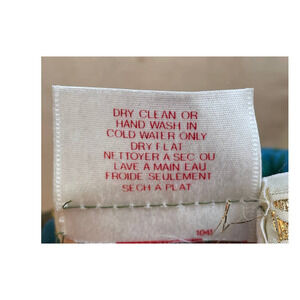 DRY CLEAN OR
HAND WASH IN
COLD WATER ONLY
DRY FLAT
NETTOYER A SEC OU
LAVE A MAIN EAU
FROIDE SEULEMENT
SECH A PLAT
1041